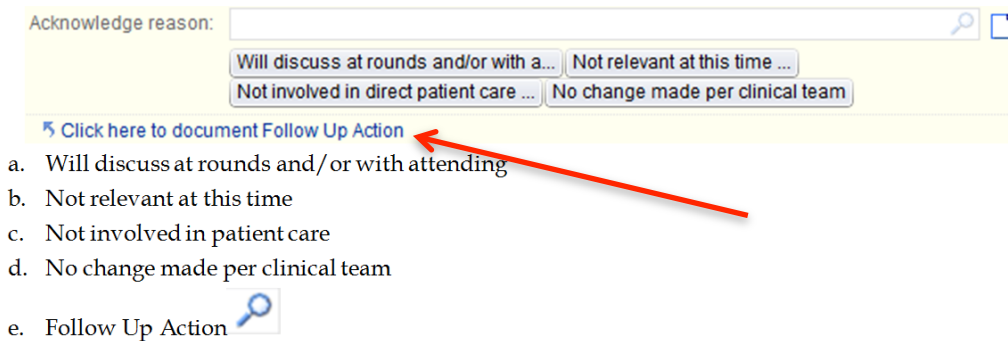 Acknowledge reason:
Will discuss at rounds and/or with a... Not relevant at this time ...
Not involved in direct patient care ... No change made per clinical team
Click here to document Follow Up Action
a. Will discuss at rounds and/or with attending
b. Not relevant at this time
c. Not involved in patient care
d. No change made per clinical team
e. Follow Up Action